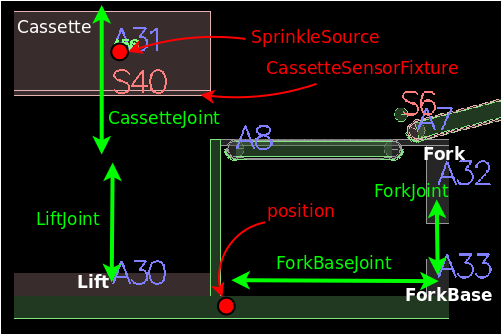 Cassette
A31
SprinkleSource
S40
CassetteSensorFixture
CassetteJoint
S6
A7
A8
Fork
A32
ForkJoint
LiftJoint
position
A30
Lift
ForkBaseJoint
A33
ForkBase